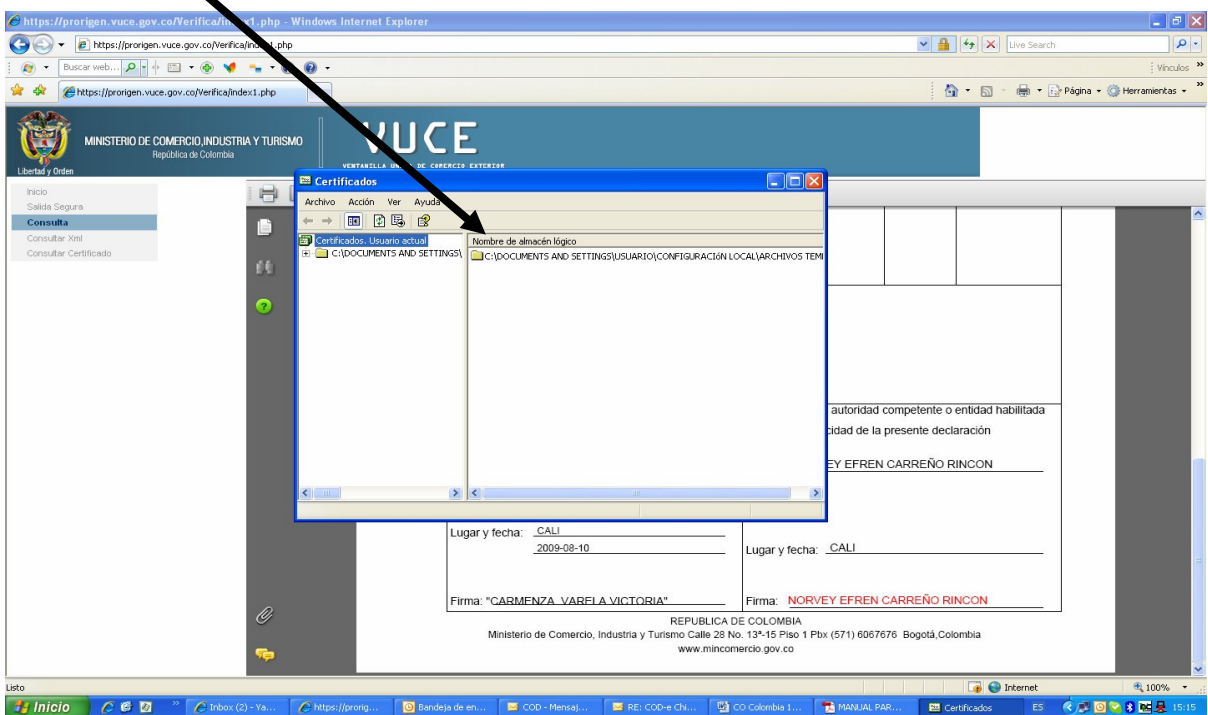 https://prorigen.vuce.gov.co/Verifica/index1.php - Windows Internet Explorer
https://prorigen.vuce.gov.co/Verifica/index1.php
Live Search
Buscar web...
Vínculos
https://prorigen.vuce.gov.co/Verifica/index1.php
Página
Herramientas
MINISTERIO DE COMERCIO,INDUSTRIA Y TURISMO
República de Colombia
Libertad y Orden
VUCE
VENTANILLA DE COMERCIO EXTERIOR
Inicio
Salida Segura
Consulta
Consultar Xml
Consultar Certificado
Certificados
Archivo Acción Ver Ayuda
Certificados. Usuario actual
C:\DOCUMENTS AND SETTINGS\
Nombre de almacén lógico
C:\DOCUMENTS AND SETTINGS\USUARIO\CONFIGURACIóN LOCAL\ARCHIVOS TEM
autoridad competente o entidad habilitada
cidad de la presente declaración
EY EFREN CARREÑO RINCON
Lugar y fecha: CALI
2009-08-10
Lugar y fecha: CALI
Firma: "CARMENZA VARELA VICTORIA"
Firma: NORVEY EFREN CARREÑO RINCON
REPUBLICA DE COLOMBIA
Ministerio de Comercio, Industria y Turismo Calle 28 No. 13ª-15 Piso 1 Pbx (571) 6067676 Bogotá,Colombia
www.mincomercio.gov.co
Listo
Internet
100%
Inicio
Inbox (2) - Ya...
https://prorig...
Bandeja de en...
COD - Mensaj...
RE: COD-e Chi...
CO Colombia 1...
MANUAL PAR...
Certificados
ES
15:15